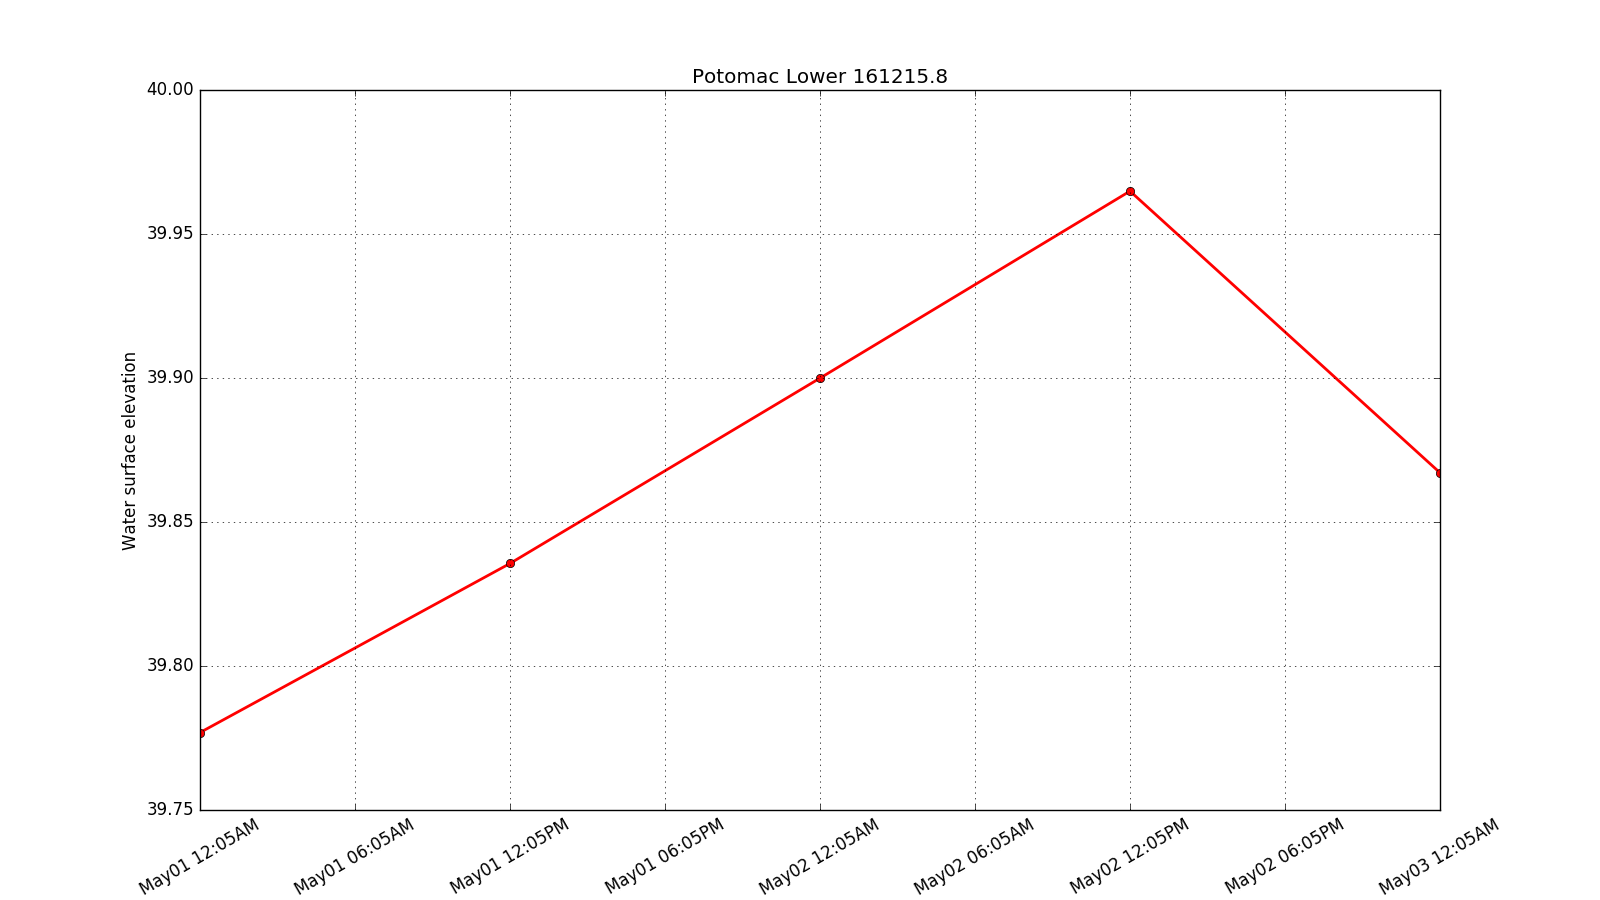 Potomac Lower 161215.8
40.00
39.95
39.90
39.85
39.80
39.75
Water surface elevation
May01 12:05AM
May01 06:05AM
May01 12:05PM
May01 06:05PM
May02 12:05AM
May02 06:05AM
May02 12:05PM
May02 06:05PM
May03 12:05AM